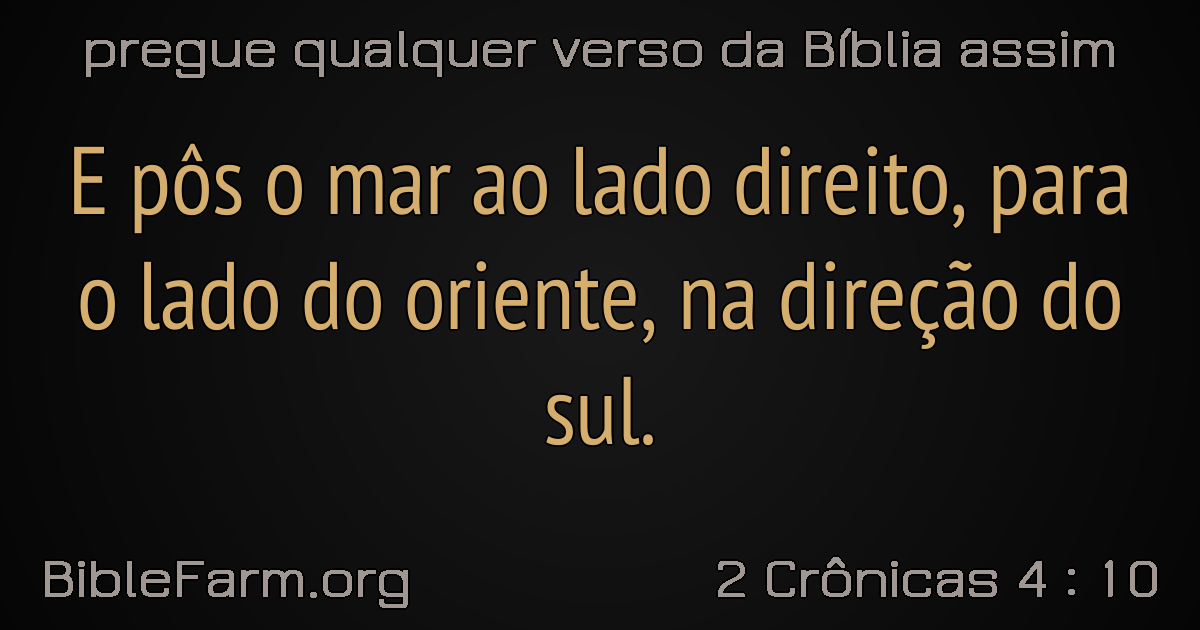 pregue qualquer verso da Bíblia assim
E pôs o mar ao lado direito, para
o lado do oriente, na direção do
sul.
BibleFarm.org
2 Crônicas 4 : 10